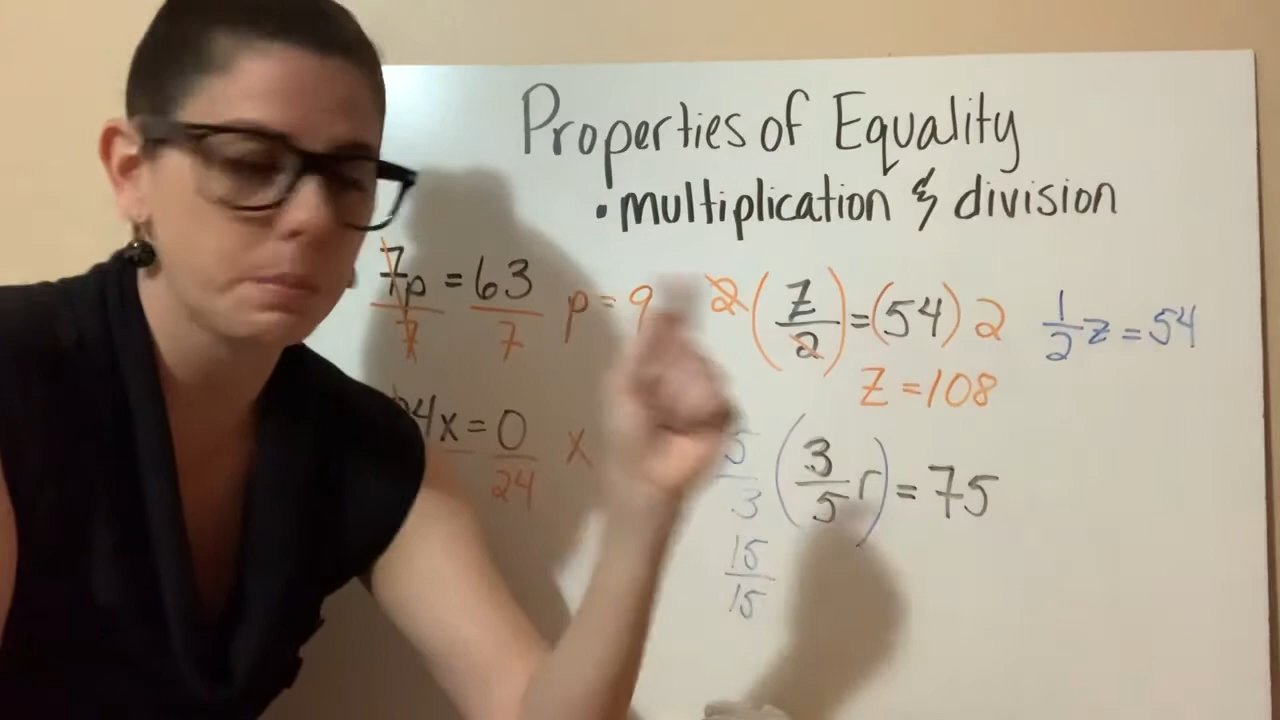 Properties of Equality
• multiplication & division
7p = 63
7 7
p = 9
2 (z/2) = (54) 2
z = 108
1/2 z = 54
4x = 0
24
x
5/3 (3/5 r) = 75
15/15